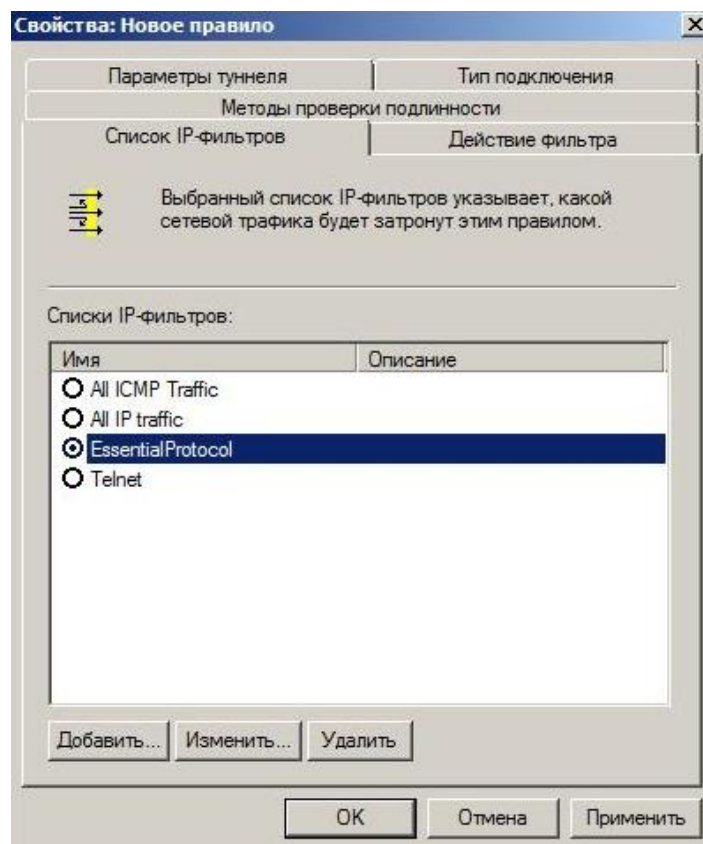 Свойства: Новое правило
Параметры туннеля
Тип подключения
Методы проверки подлинности
Список IP-фильтров
Действие фильтра
Выбранный список IP-фильтров указывает, какой
сетевой трафика будет затронут этим правилом.
Списки IP-фильтров:
Имя
Описание
All ICMP Traffic
All IP traffic
EssentialProtocol
Telnet
Добавить...
Изменить...
Удалить
OK
Отмена
Применить